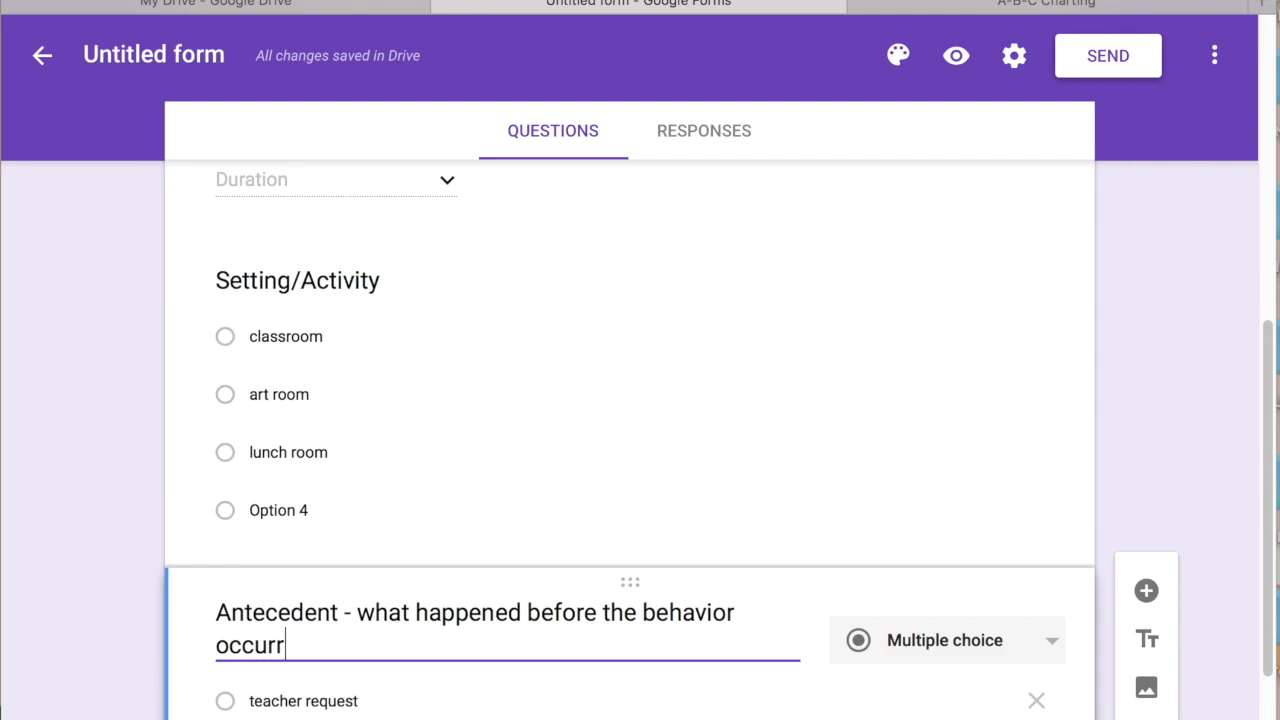 My Drive - Google Drive
Untitled form - Google Forms
A-B-C Charting
Untitled form
All changes saved in Drive
SEND
QUESTIONS
RESPONSES
Duration
Setting/Activity
classroom
art room
lunch room
Option 4
Antecedent - what happened before the behavior
occurr
Multiple choice
Tт
teacher request